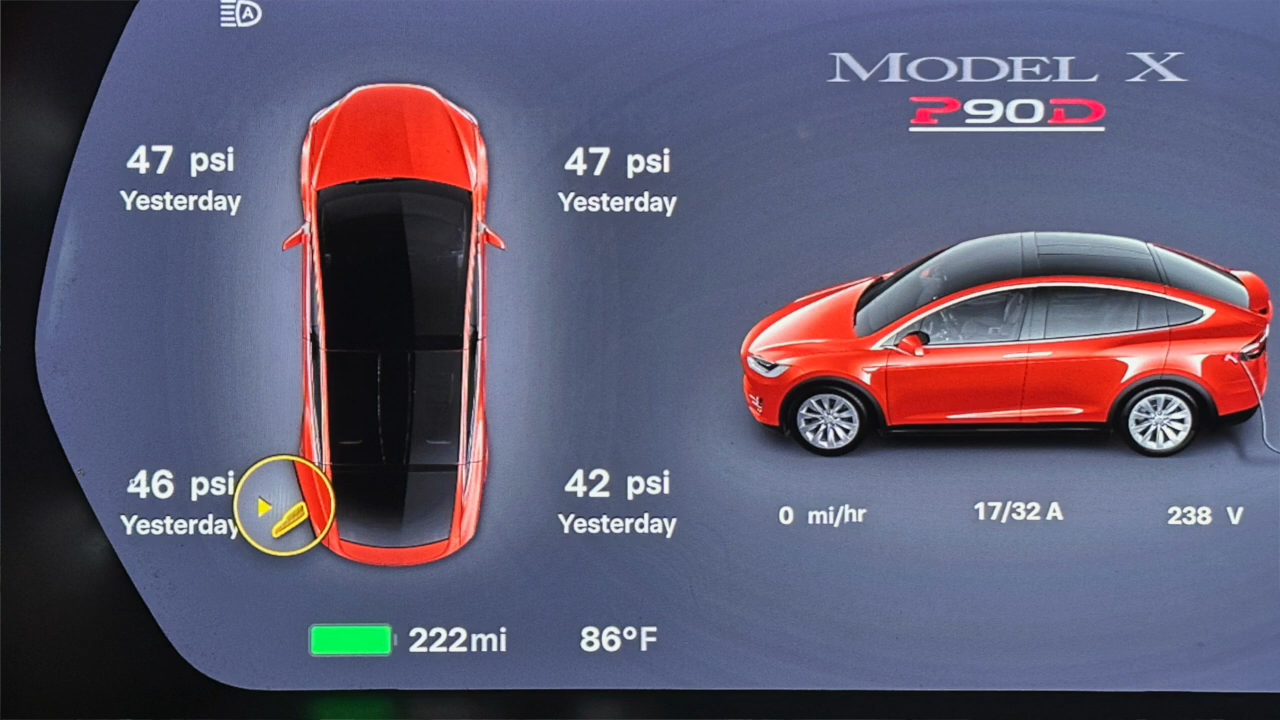 A
MODEL X
P90D
47 psi
Yesterday
47 psi
Yesterday
46 psi
Yesterday
42 psi
Yesterday
0 mi/hr
17/32 A
238 V
222mi
86°F